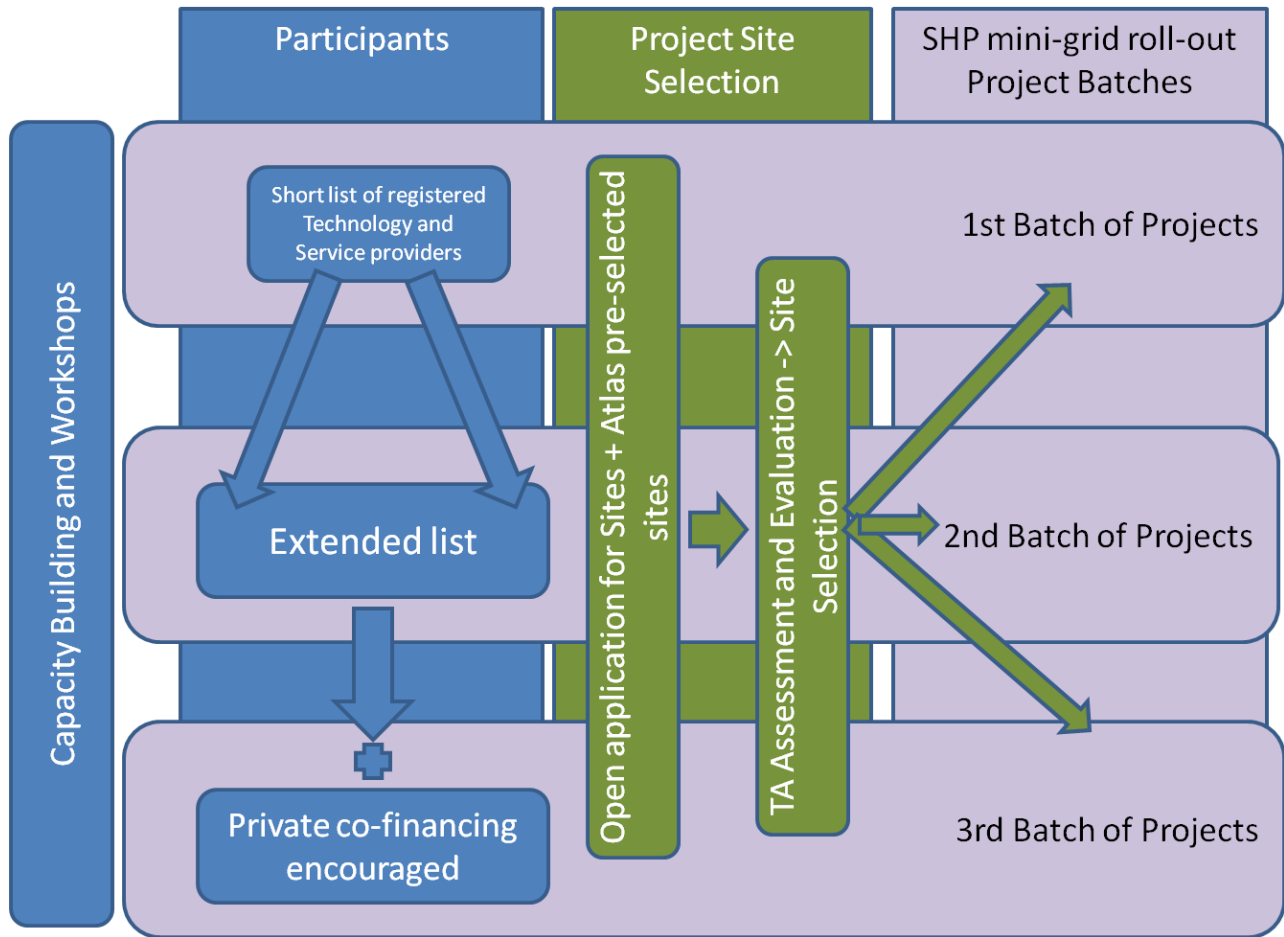 Participants
Project Site
Selection
SHP mini-grid roll-out
Project Batches
Capacity Building and Workshops
Short list of registered
Technology and
Service providers
Open application for Sites + Atlas pre-selected
sites
TA Assessment and Evaluation -> Site
Selection
1st Batch of Projects
Extended list
2nd Batch of Projects
Private co-financing
encouraged
3rd Batch of Projects